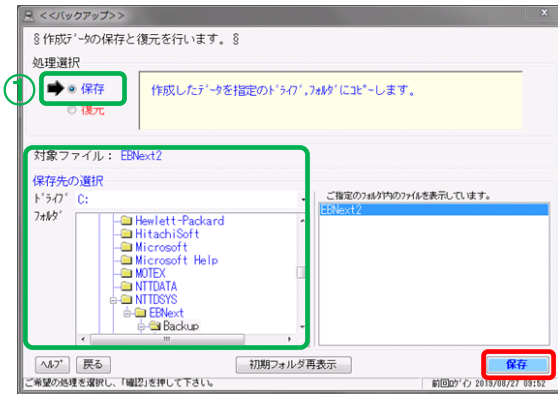 <<バックアップ>>
§作成ﾃﾞｰﾀの保存と復元を行います。§
処理選択
①
保存
復元
作成したﾃﾞｰﾀを指定のﾄﾞﾗｲﾌﾞ,ﾌｫﾙﾀﾞにｺﾋﾟｰします。
対象ファイル： EBNext2
保存先の選択
ﾄﾞﾗｲﾌﾞ C:
ﾌｫﾙﾀﾞ
Hewlett-Packard
HitachiSoft
Microsoft
Microsoft Help
MOTEX
NTTDATA
NTTDSYS
EBNext
Backup
ご指定のﾌｫﾙﾀﾞ内のﾌｧｲﾙを表示しています。
EBNext2
ﾍﾙﾌﾟ 戻る 初期フォルダ再表示 保存
ご希望の処理を選択し、「確認」を押して下さい。 前回ﾛｸﾞｲﾝ 2019/08/27 09:52